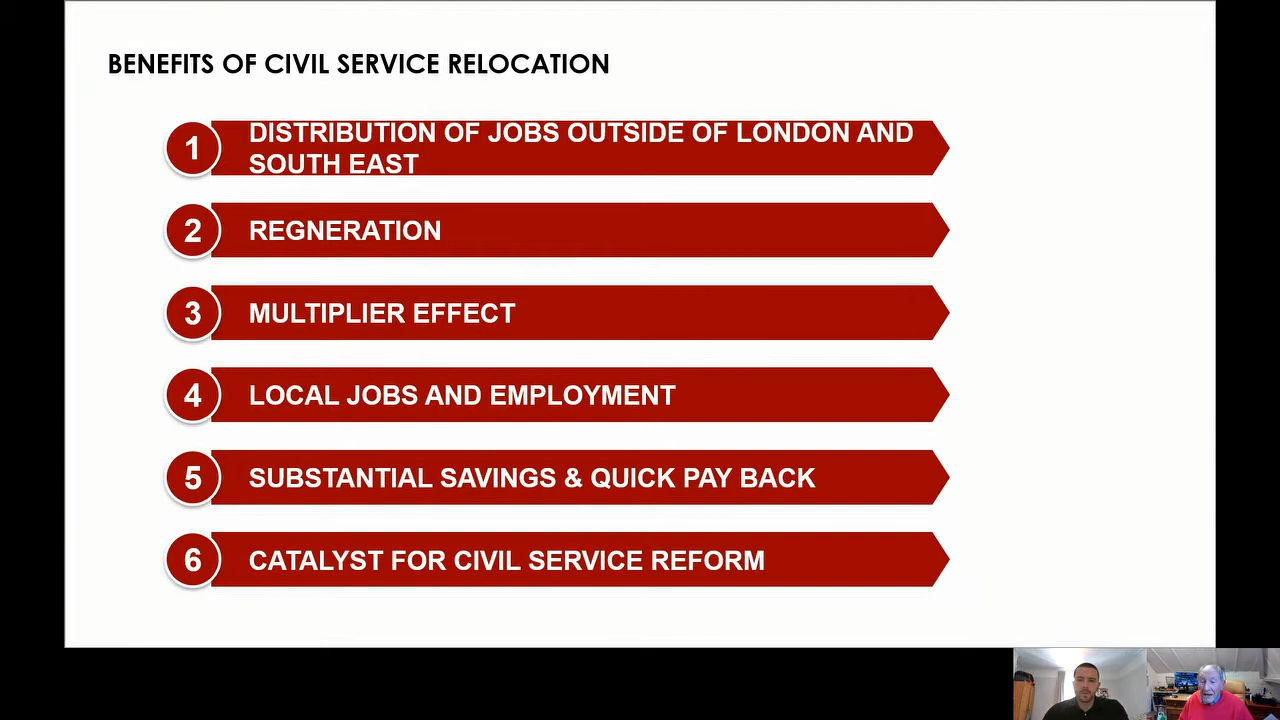 BENEFITS OF CIVIL SERVICE RELOCATION
1
DISTRIBUTION OF JOBS OUTSIDE OF LONDON AND
SOUTH EAST
2
REGNERATION
3
MULTIPLIER EFFECT
4
LOCAL JOBS AND EMPLOYMENT
5
SUBSTANTIAL SAVINGS & QUICK PAY BACK
6
CATALYST FOR CIVIL SERVICE REFORM